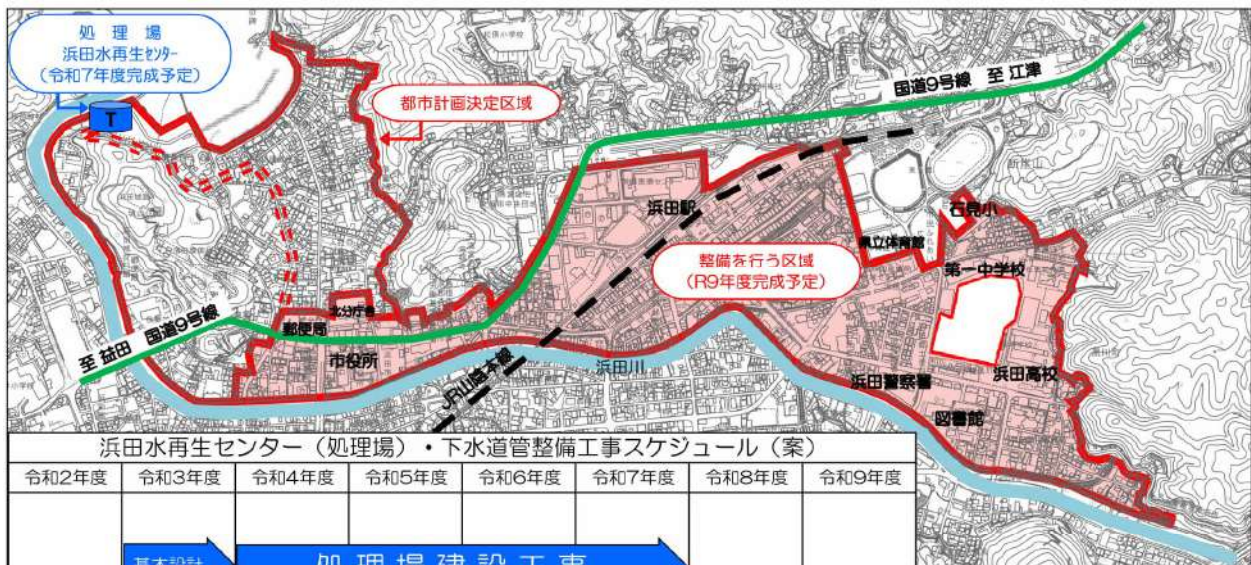 処理場
浜田水再生センター
(令和7年度完成予定)
T
都市計画決定区域
国道9号線 至 江津
浜田駅
石見小
県立体育館
整備を行う区域
(R9年度完成予定)
第一中学校
北分庁舎
郵便局
至 益田 国道9号線
市役所
浜田川
JR山陰本線
浜田警察署
浜田高校
図書館
浜田水再生センター(処理場)・下水道管整備工事スケジュール(案)
令和2年度 令和3年度 令和4年度 令和5年度 令和6年度 令和7年度 令和8年度 令和9年度
基本設計 処理場建設工事